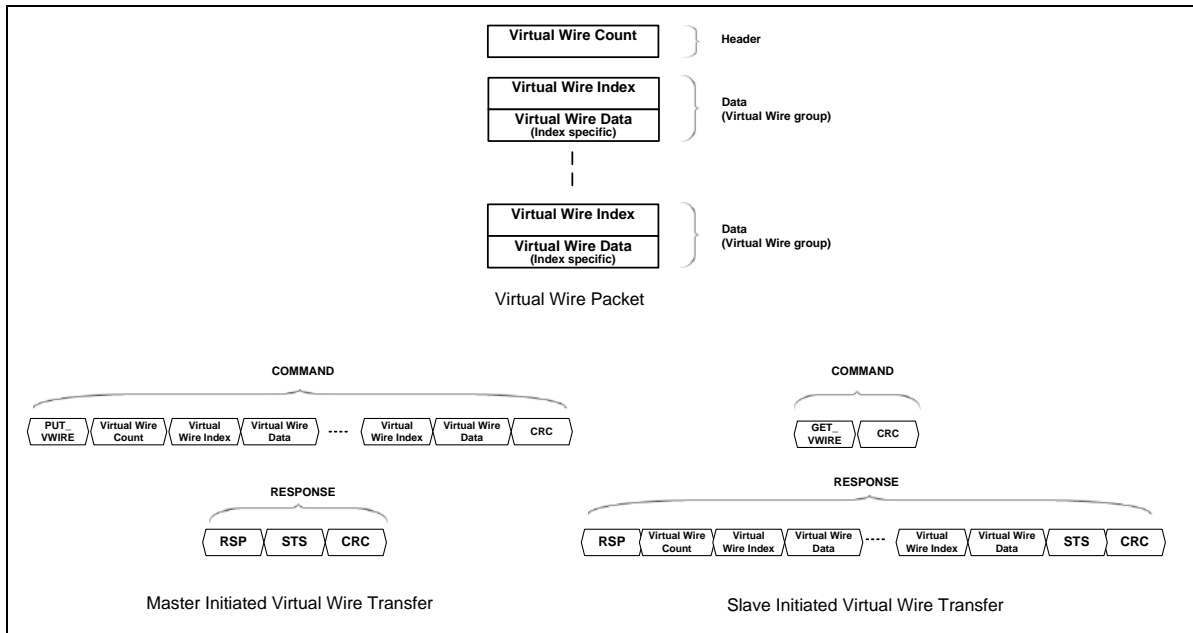 Virtual Wire Count
Header
Virtual Wire Index
Virtual Wire Data
(Index specific)
Data
(Virtual Wire group)
Virtual Wire Index
Virtual Wire Data
(Index specific)
Data
(Virtual Wire group)
Virtual Wire Packet
COMMAND
PUT_
VWIRE
Virtual Wire
Count
Virtual
Wire Index
Virtual Wire
Data
----
Virtual
Wire Index
Virtual Wire
Data
CRC
RESPONSE
RSP
STS
CRC
Master Initiated Virtual Wire Transfer
COMMAND
GET_
VWIRE
CRC
RESPONSE
RSP
Virtual Wire
Count
Virtual
Wire Index
Virtual Wire
Data
----
Virtual
Wire Index
Virtual Wire
Data
STS
CRC
Slave Initiated Virtual Wire Transfer